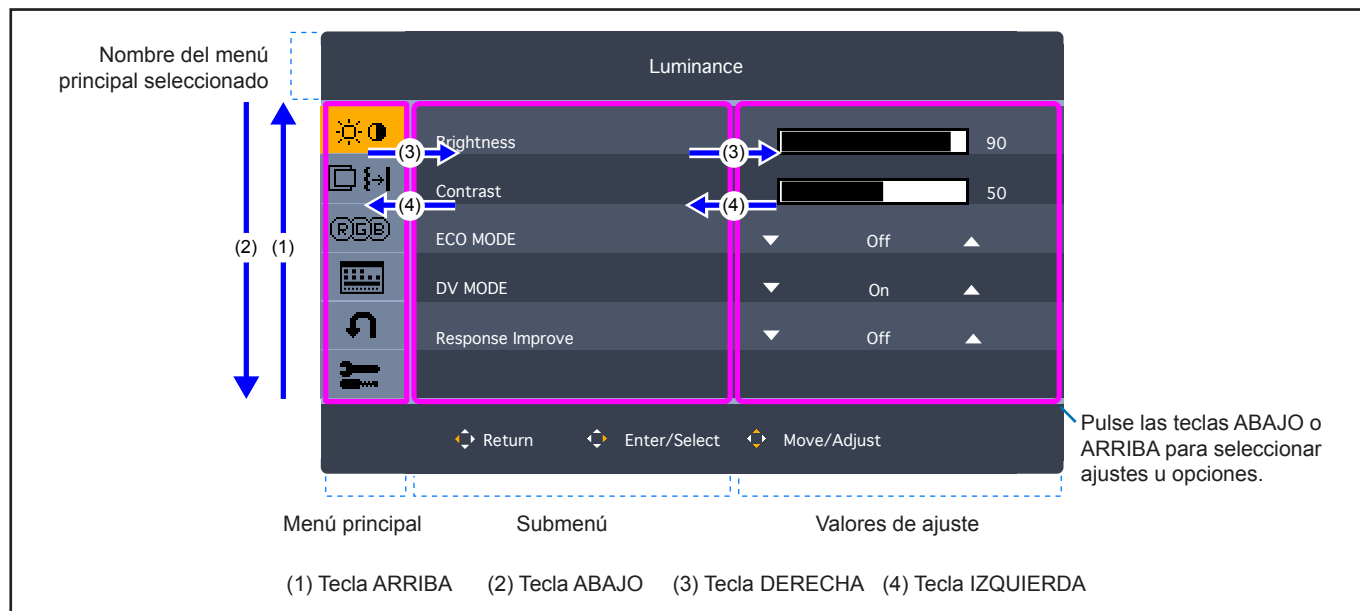 Nombre del menú
principal seleccionado
Luminance
Brightness
(3)
(3)
90
Contrast
(4)
(4)
50
RGB
(2)
(1)
ECO MODE
Off
DV MODE
On
Response Improve
Off
Return
Enter/Select
Move/Adjust
Pulse las teclas ABAJO o
ARRIBA para seleccionar
ajustes u opciones.
Menú principal
Submenú
Valores de ajuste
(1) Tecla ARRIBA (2) Tecla ABAJO (3) Tecla DERECHA (4) Tecla IZQUIERDA